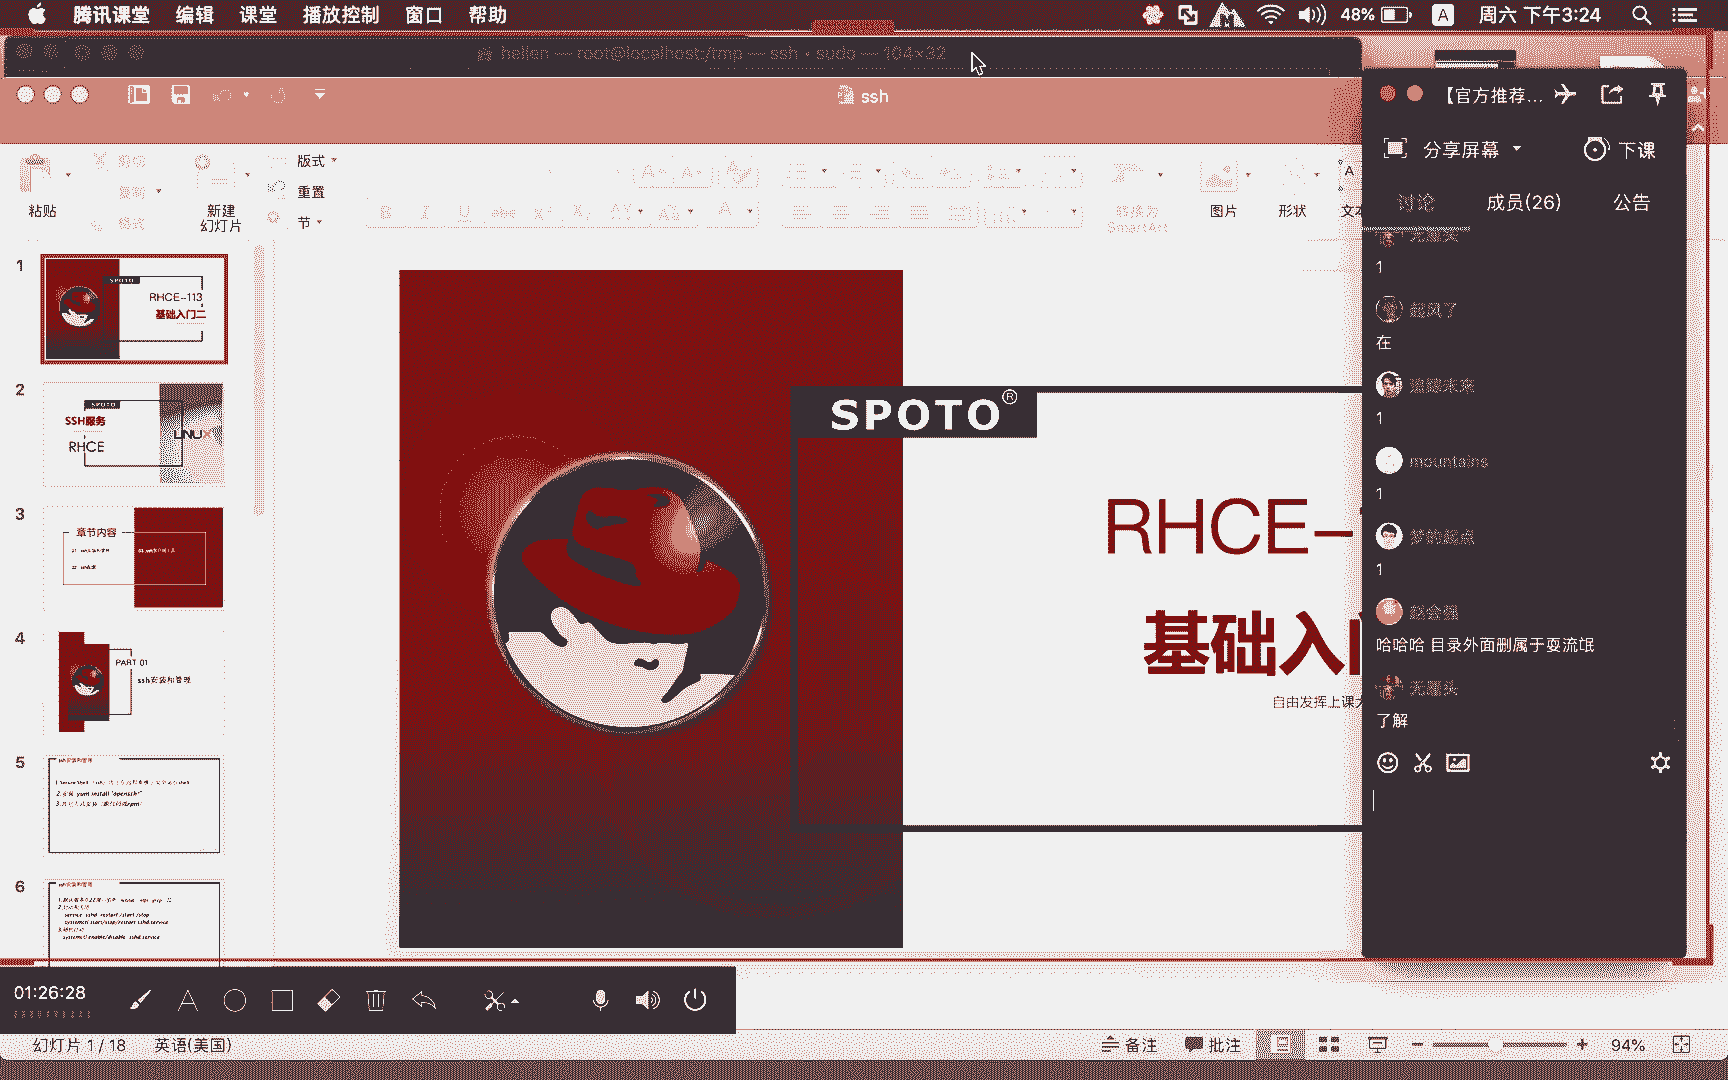 腾讯课堂 编辑 课堂 播放控制 窗口 帮助
48% A 周六 下午3:24
hellen — root@localhost:/tmp — ssh • sudo — 104×32
ssh
【官方推荐...
分享屏幕 下课
讨论 成员(26) 公告
粘贴
新建
幻灯片
版式
重置
节
转换为
SmartArt
图片
形状
1
SPOTO
RHCE-113
基础入门二
2
SPOTO
SSH服务
RHCE
LINUX
3
章节内容
4
PART 01
ssh安装和管理
5
6
SPOTO®
RHCE-
基础入门
自由发挥上课
1
起风了
在
追踪未来
1
mountains
1
梦的起点
1
赵金强
哈哈哈 目录外面删属于耍流氓
无厘头
了解
01:26:28
幻灯片 1 / 18 英语(美国)
备注 批注 94%